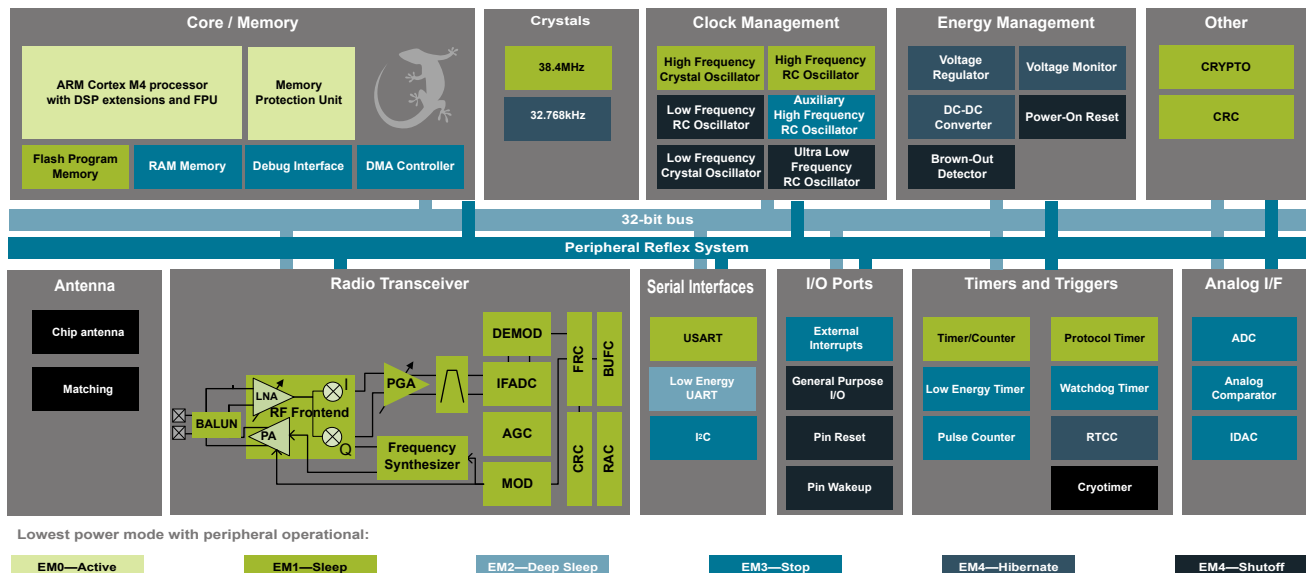 Core / Memory
ARM Cortex M4 processor
with DSP extensions and FPU
Memory
Protection Unit
Flash Program
Memory
RAM Memory
Debug Interface
DMA Controller
Crystals
38.4MHz
32.768kHz
Clock Management
High Frequency
Crystal Oscillator
High Frequency
RC Oscillator
Low Frequency
RC Oscillator
Auxiliary
High Frequency
RC Oscillator
Low Frequency
Crystal Oscillator
Ultra Low
Frequency
RC Oscillator
Energy Management
Voltage
Regulator
Voltage Monitor
DC-DC
Converter
Power-On Reset
Brown-Out
Detector
Other
CRYPTO
CRC
32-bit bus
Peripheral Reflex System
Antenna
Chip antenna
Matching
Radio Transceiver
BALUN
LNA
RF Frontend
PA
I
Q
PGA
Frequency
Synthesizer
DEMOD
IFADC
AGC
MOD
FRC
BUFC
CRC
RAC
Serial Interfaces
USART
Low Energy
UART
I²C
I/O Ports
External
Interrupts
General Purpose
I/O
Pin Reset
Pin Wakeup
Timers and Triggers
Timer/Counter
Protocol Timer
Low Energy Timer
Watchdog Timer
Pulse Counter
RTCC
Cryotimer
Analog I/F
ADC
Analog
Comparator
IDAC
Lowest power mode with peripheral operational:
EM0—Active
EM1—Sleep
EM2—Deep Sleep
EM3—Stop
EM4—Hibernate
EM4—Shutoff